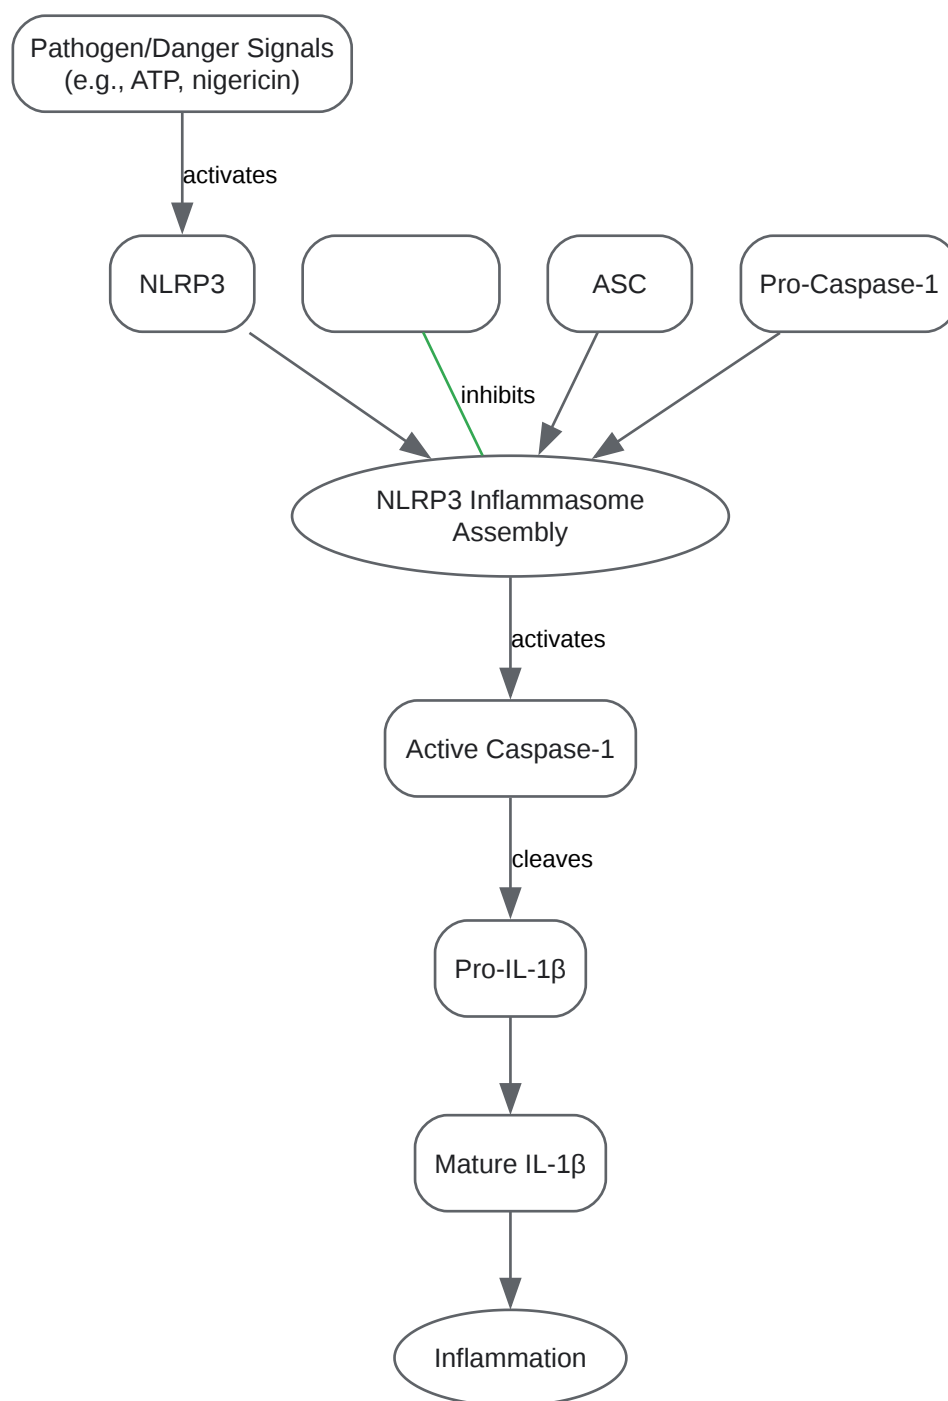 Pathogen/Danger Signals
(e.g., ATP, nigericin)
activates
NLRP3
ASC
Pro-Caspase-1
inhibits
NLRP3 Inflammasome
Assembly
activates
Active Caspase-1
cleaves
Pro-IL-1β
Mature IL-1β
Inflammation